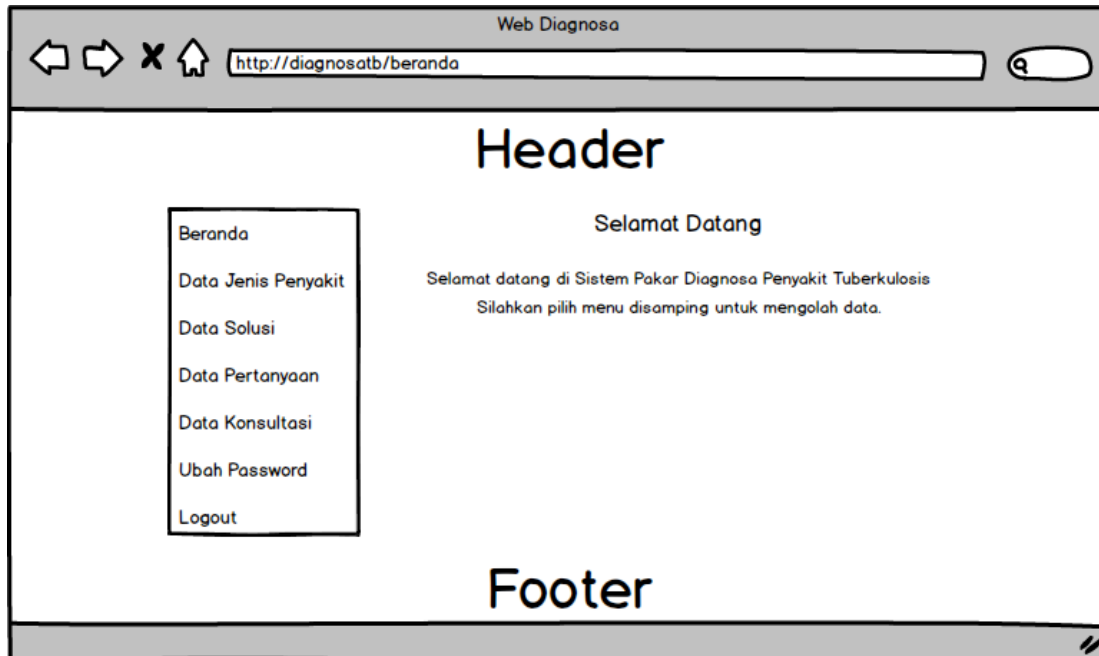 Web Diagnosa
http://diagnosatb/beranda
Header
Beranda
Data Jenis Penyakit
Data Solusi
Data Pertanyaan
Data Konsultasi
Ubah Password
Logout
Selamat Datang
Selamat datang di Sistem Pakar Diagnosa Penyakit Tuberkulosis
Silahkan pilih menu disamping untuk mengolah data.
Footer